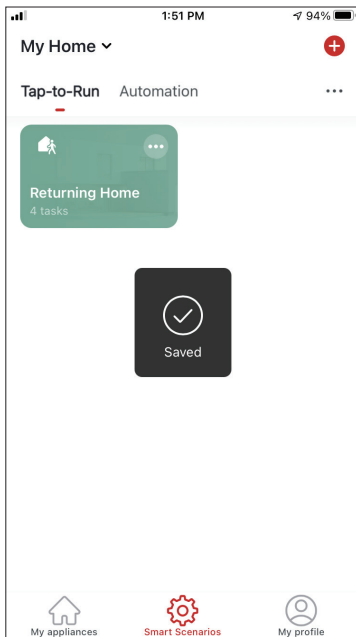 1:51 PM
94%
My Home
Tap-to-Run Automation
Returning Home
4 tasks
Saved
My appliances Smart Scenarios My profile